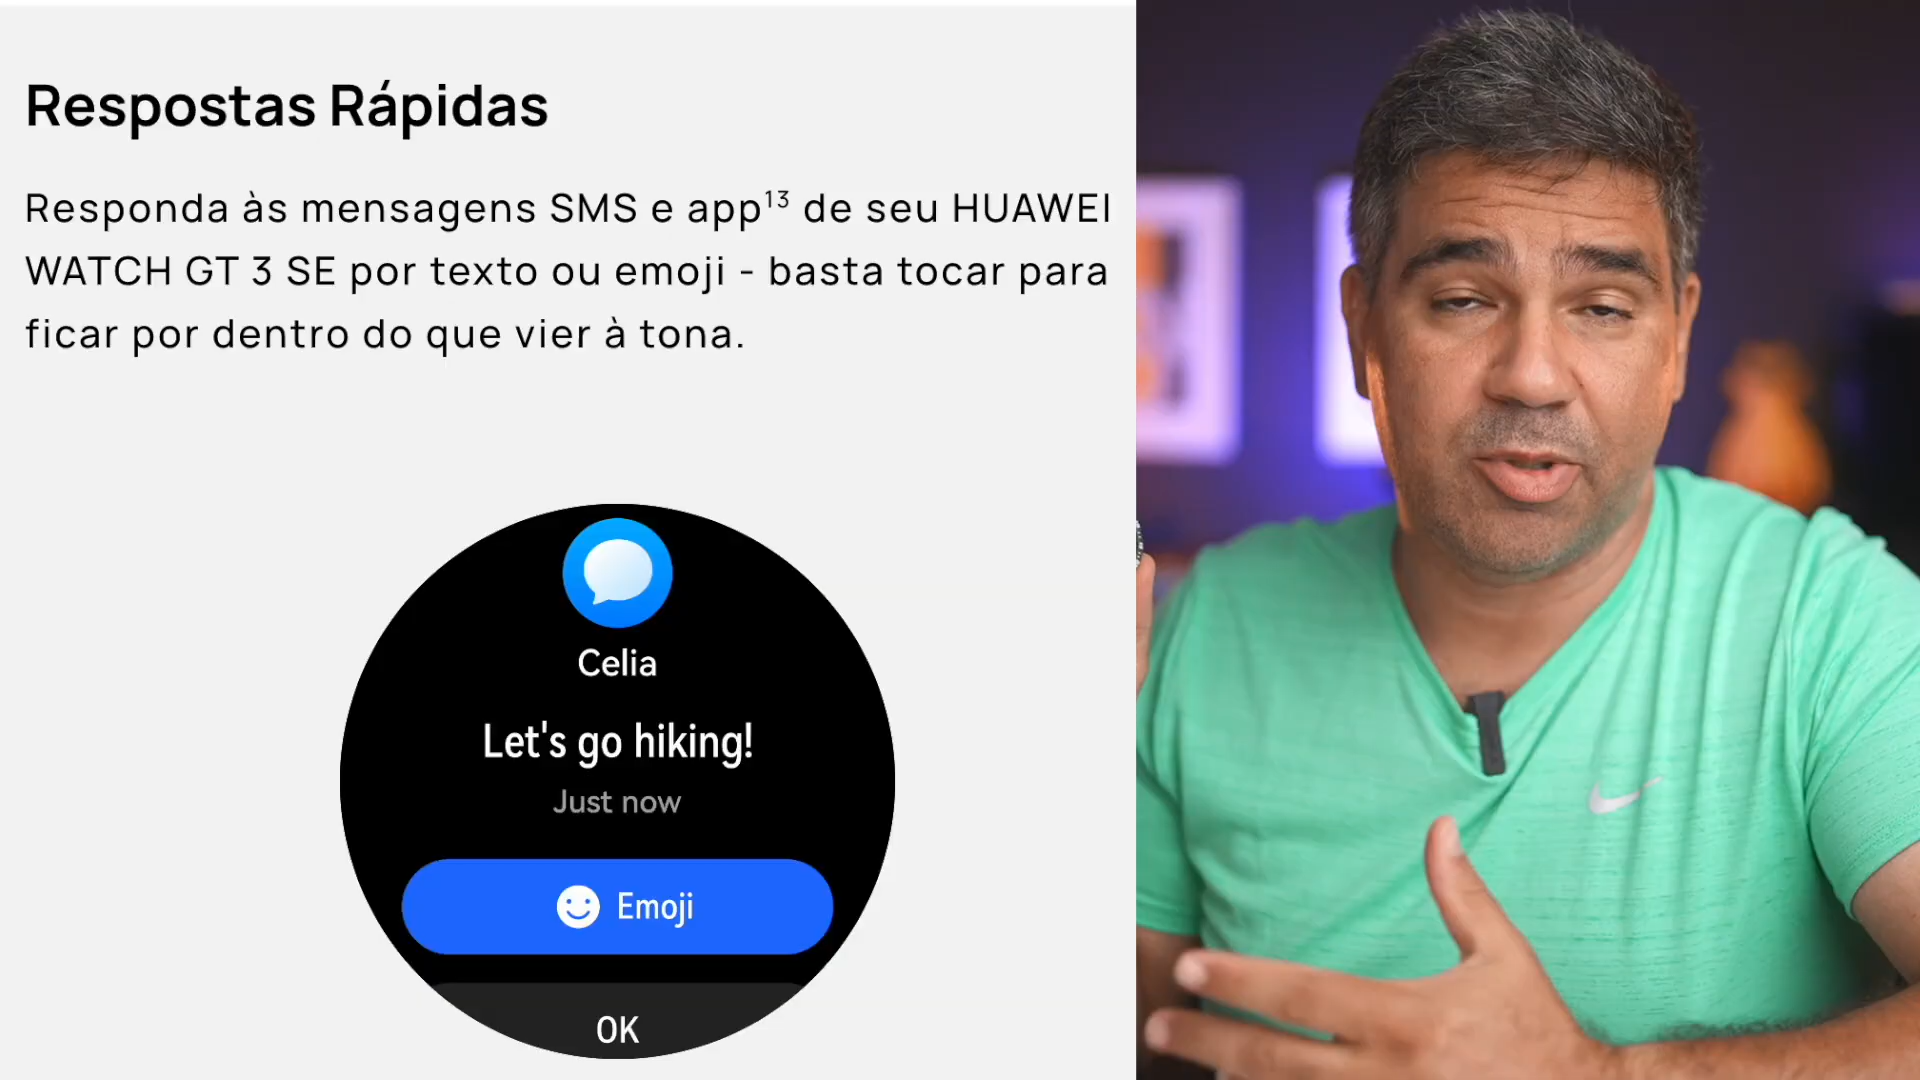 Respostas Rápidas
Responda às mensagens SMS e app¹³ de seu HUAWEI
WATCH GT 3 SE por texto ou emoji - basta tocar para
ficar por dentro do que vier à tona.
Celia
Let's go hiking!
Just now
Emoji
OK